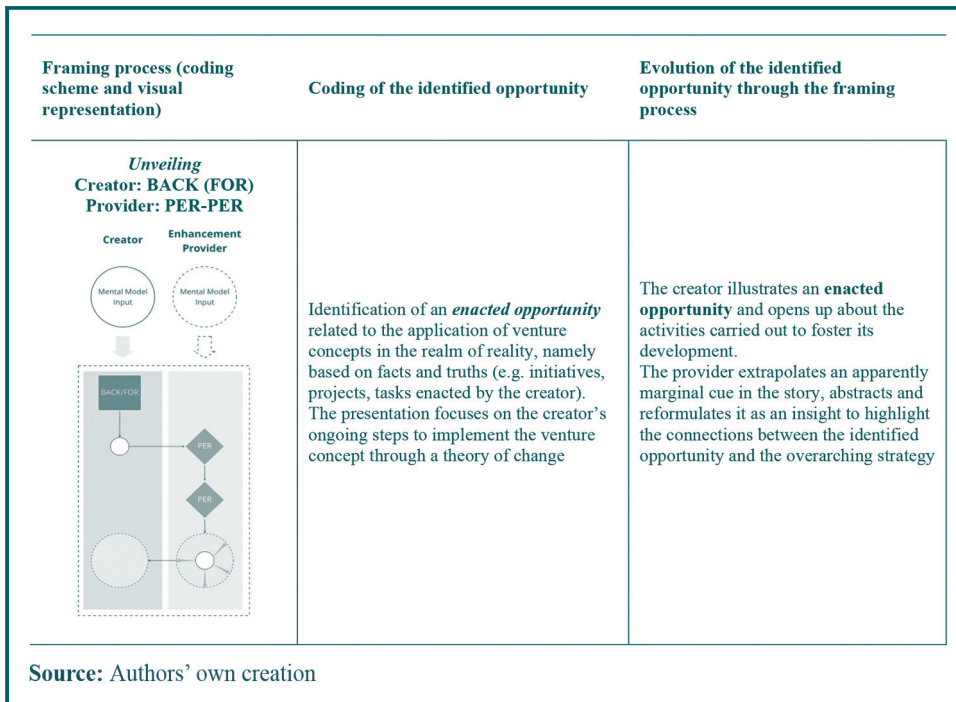 Framing process (coding
scheme and visual
representation)
Coding of the identified opportunity
Evolution of the identified
opportunity through the framing
process
Unveiling
Creator: BACK (FOR)
Provider: PER-PER
Creator
Enhancement
Provider
Mental Model
Input
Mental Model
Input
BACK/FOR
PER
PER
Identification of an enacted opportunity
related to the application of venture
concepts in the realm of reality, namely
based on facts and truths (e.g. initiatives,
projects, tasks enacted by the creator).
The presentation focuses on the creator’s
ongoing steps to implement the venture
concept through a theory of change
The creator illustrates an enacted
opportunity and opens up about the
activities carried out to foster its
development.
The provider extrapolates an apparently
marginal cue in the story, abstracts and
reformulates it as an insight to highlight
the connections between the identified
opportunity and the overarching strategy
Source: Authors’ own creation